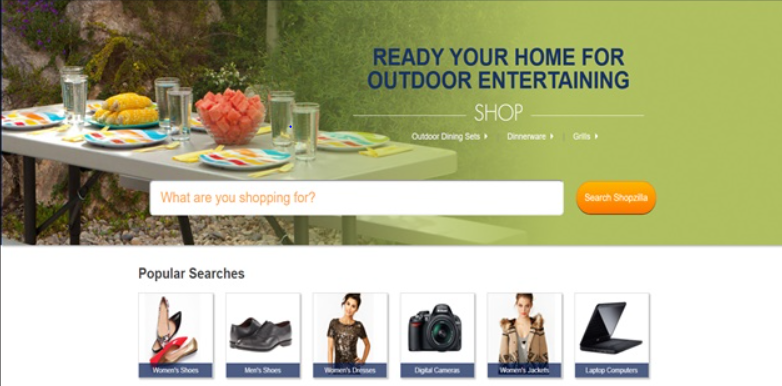 READY YOUR HOME FOR
OUTDOOR ENTERTAINING
SHOP
Outdoor Dining Sets | Dinnerware | Grills
What are you shopping for?
Search Shopzilla
Popular Searches
Women's Shoes
Men's Shoes
Women's Dresses
Digital Cameras
Women's Jackets
Laptop Computers